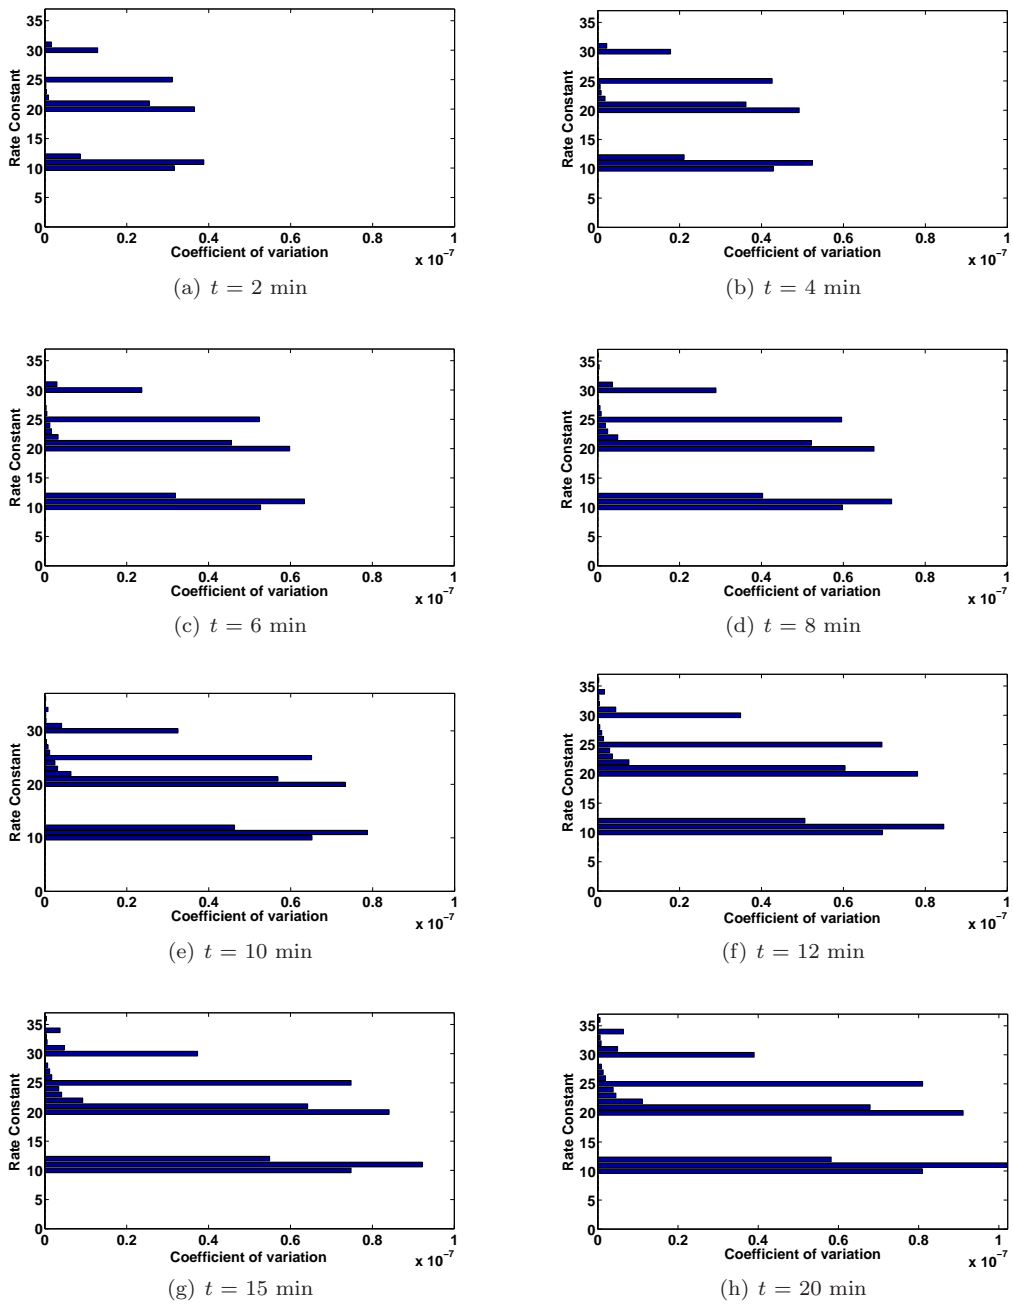 35
30
25
20
15
10
5
0
Rate Constant
0 0.2 0.4 0.6 0.8 1
Coefficient of variation
x 10⁻⁷
(a) t = 2 min
35
30
25
20
15
10
5
0
Rate Constant
0 0.2 0.4 0.6 0.8 1
Coefficient of variation
x 10⁻⁷
(b) t = 4 min
35
30
25
20
15
10
5
0
Rate Constant
0 0.2 0.4 0.6 0.8 1
Coefficient of variation
x 10⁻⁷
(c) t = 6 min
35
30
25
20
15
10
5
0
Rate Constant
0 0.2 0.4 0.6 0.8 1
Coefficient of variation
x 10⁻⁷
(d) t = 8 min
30
20
10
0
Rate Constant
0 0.2 0.4 0.6 0.8 1
Coefficient of variation
x 10⁻⁷
(e) t = 10 min
35
30
25
20
15
10
5
0
Rate Constant
0 0.2 0.4 0.6 0.8 1
Coefficient of variation
x 10⁻⁷
(f) t = 12 min
35
30
25
20
15
10
5
0
Rate Constant
0 0.2 0.4 0.6 0.8 1
Coefficient of variation
x 10⁻⁷
(g) t = 15 min
35
30
25
20
15
10
5
0
Rate Constant
0 0.2 0.4 0.6 0.8 1
Coefficient of variation
x 10⁻⁷
(h) t = 20 min